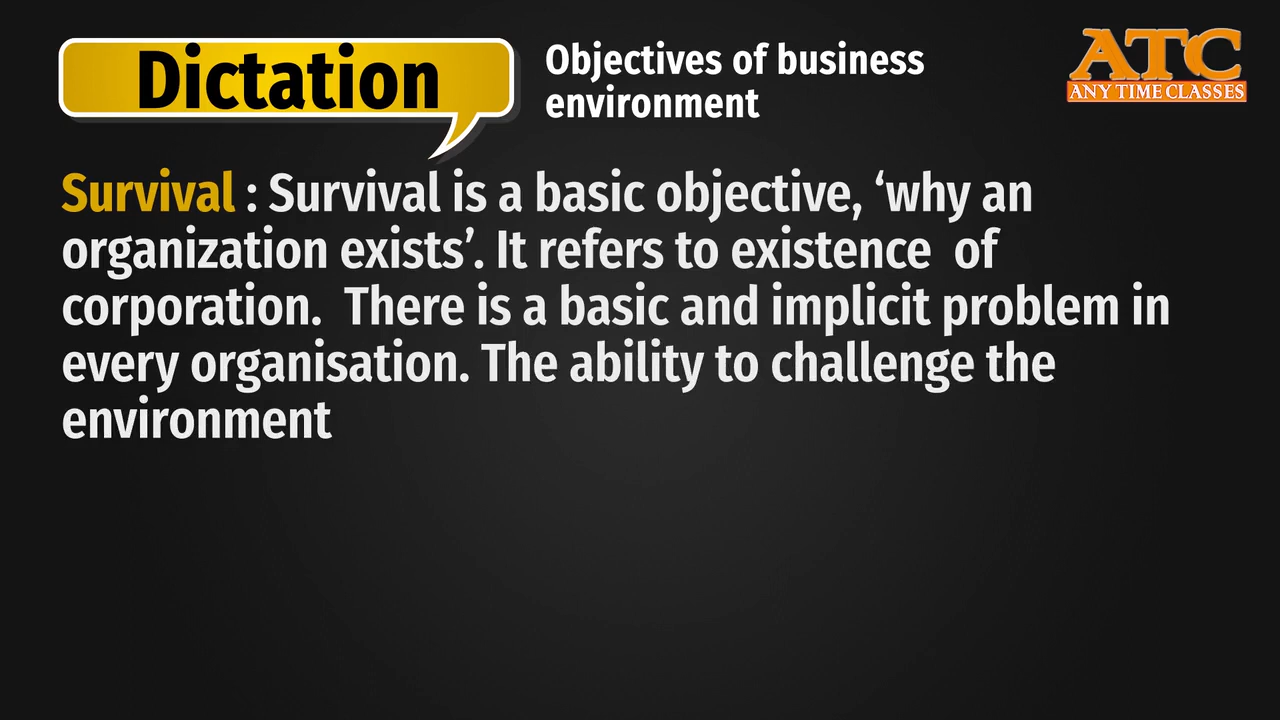 Dictation
Objectives of business
environment
ATC
ANY TIME CLASSES
Survival : Survival is a basic objective, ‘why an
organization exists’. It refers to existence  of
corporation.  There is a basic and implicit problem in
every organisation. The ability to challenge the
environment